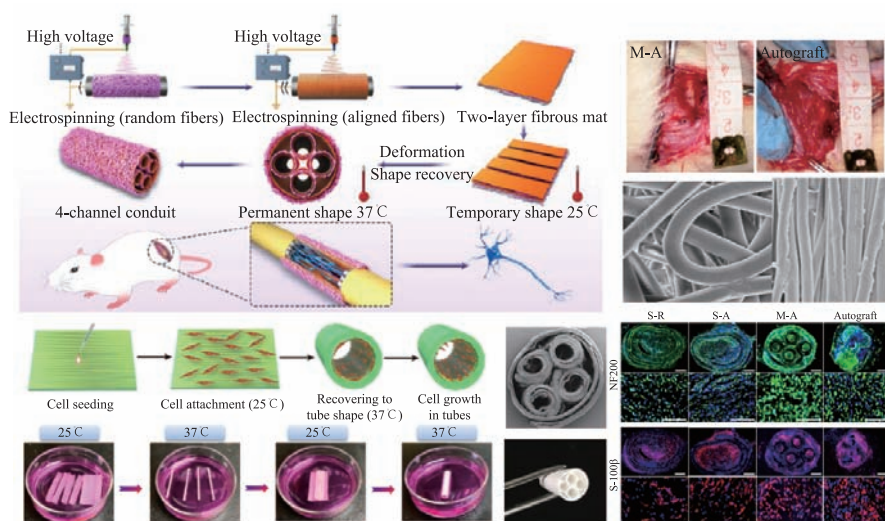 High voltage
High voltage
Electrospinning (random fibers)
Electrospinning (aligned fibers)
Two-layer fibrous mat
Deformation
Shape recovery
4-channel conduit
Permanent shape 37℃
Temporary shape 25℃
Cell seeding
Cell attachment (25℃)
Recovering to
tube shape (37℃)
Cell growth
in tubes
25℃
37℃
25℃
37℃
M-A
Autograft
S-R
S-A
M-A
Autograft
NF200
S-100β